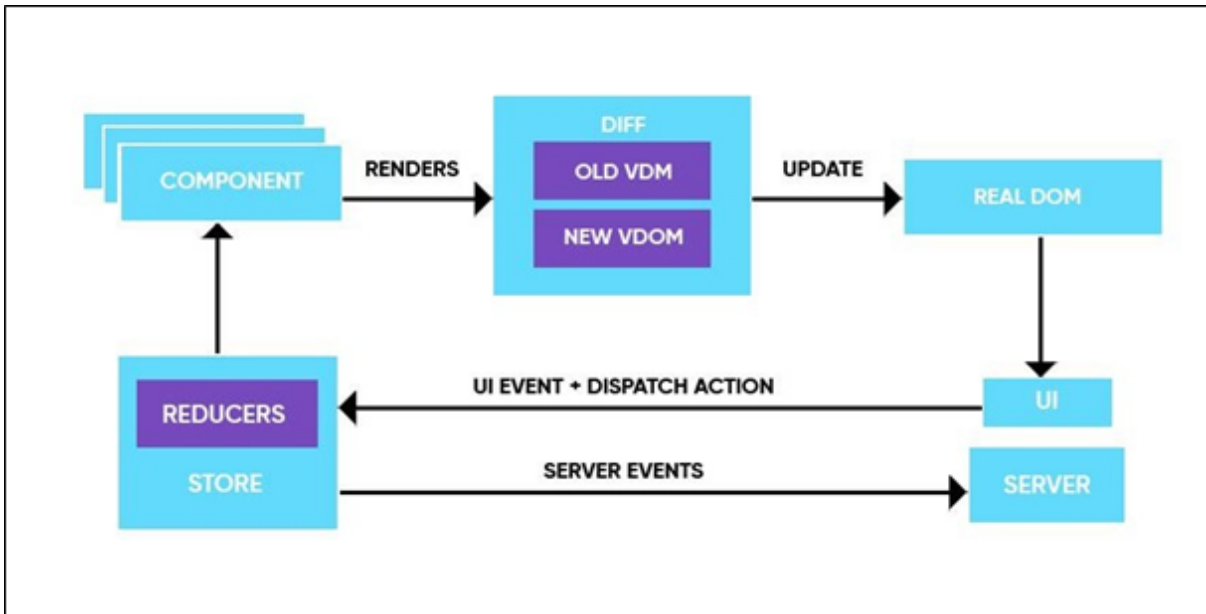 DIFF
COMPONENT
RENDERS
OLD VDM
NEW VDOM
UPDATE
REAL DOM
UI EVENT + DISPATCH ACTION
UI
REDUCERS
STORE
SERVER EVENTS
SERVER